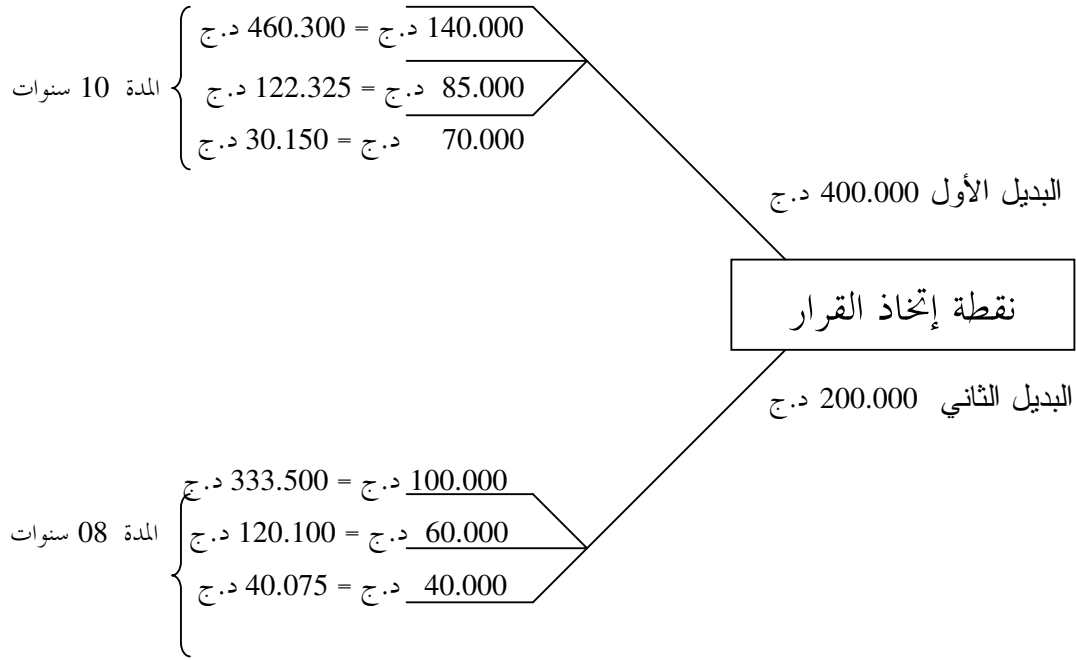 140.000 د.ج = 460.300 د.ج
85.000 د.ج = 122.325 د.ج
المدة 10 سنوات
70.000 د.ج = 30.150 د.ج
البديل الأول 400.000 د.ج
نقطة إتخاذ القرار
البديل الثاني 200.000 د.ج
100.000 د.ج = 333.500 د.ج
60.000 د.ج = 120.100 د.ج
المدة 08 سنوات
40.000 د.ج = 40.075 د.ج